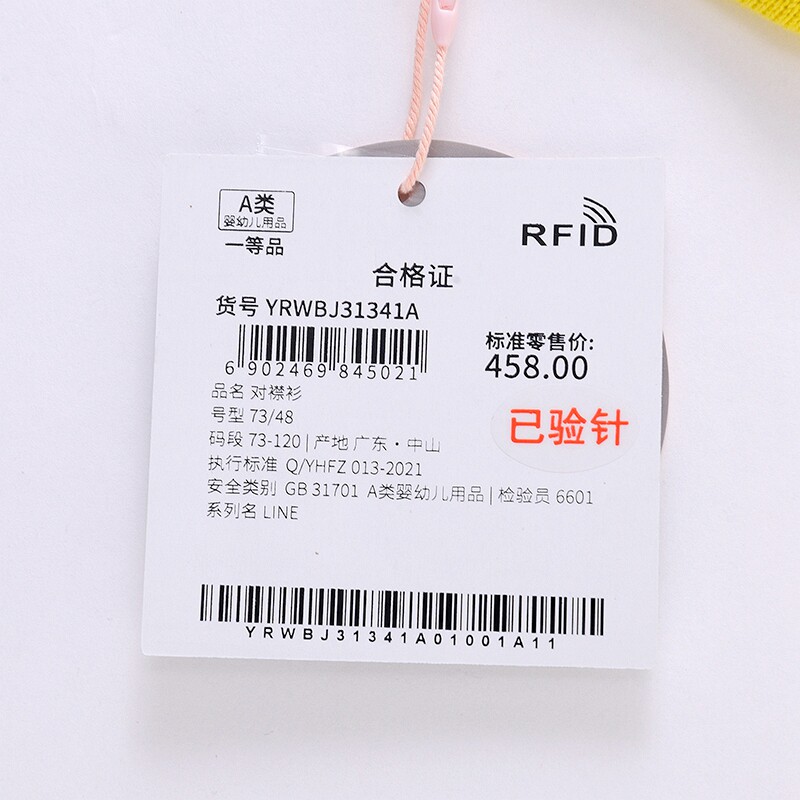 A类
婴幼儿用品
一等品
RFID
合格证
货号 YRWBJ31341A
6 902469 845021
标准零售价:
458.00
品名 对襟衫
号型 73/48
码段 73-120 | 产地 广东·中山
已验针
执行标准 Q/YHFZ 013-2021
安全类别 GB 31701 A类婴幼儿用品 | 检验员 6601
系列名 LINE
YRWBJ31341A01001A11